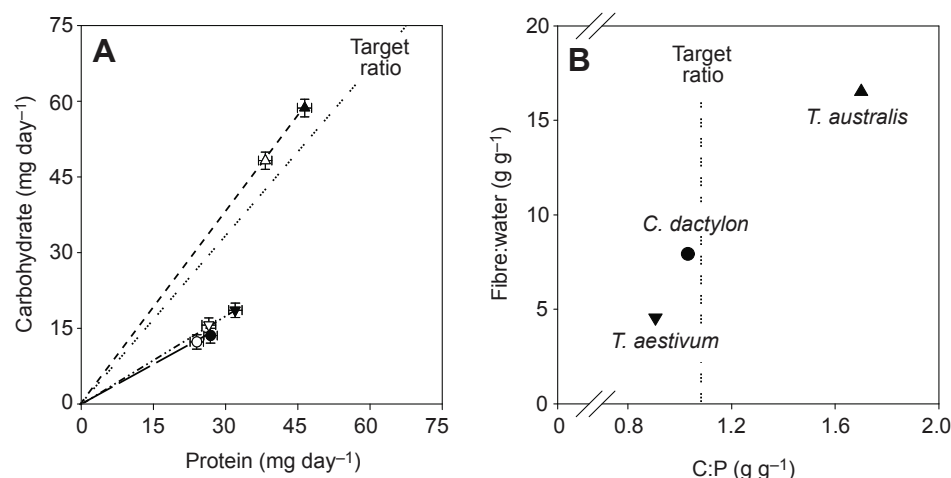 A
Target
ratio
75
60
45
30
15
0
Carbohydrate (mg day–1)
0
15
30
45
60
75
Protein (mg day–1)
B
Target
ratio
20
15
10
5
0
Fibre:water (g g–1)
T. australis
C. dactylon
T. aestivum
0
0.8
1.2
1.6
2.0
C:P (g g–1)